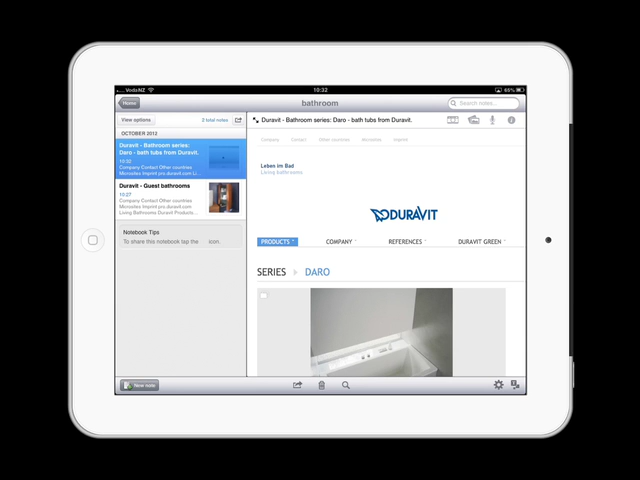 VodaNZ
10:32
65%
Home
bathroom
Search notes...
View options
2 total notes
Duravit - Bathroom series: Daro - bath tubs from Duravit.
OCTOBER 2012
Duravit - Bathroom series:
Daro - bath tubs from Duravit.
10:30
Company Contact Other countries
Microsites Imprint pro.duravit.com Li...
Duravit - Guest bathrooms
10:27
Company Contact Other countries
Microsites Imprint pro.duravit.com
Living Bathrooms Duravit Products...
Notebook Tips
To share this notebook tap the icon.
Company Contact Other countries Microsites Imprint
Leben im Bad
Living bathrooms
DURAVIT
PRODUCTS COMPANY REFERENCES DURAVIT GREEN
SERIES DARO
New note